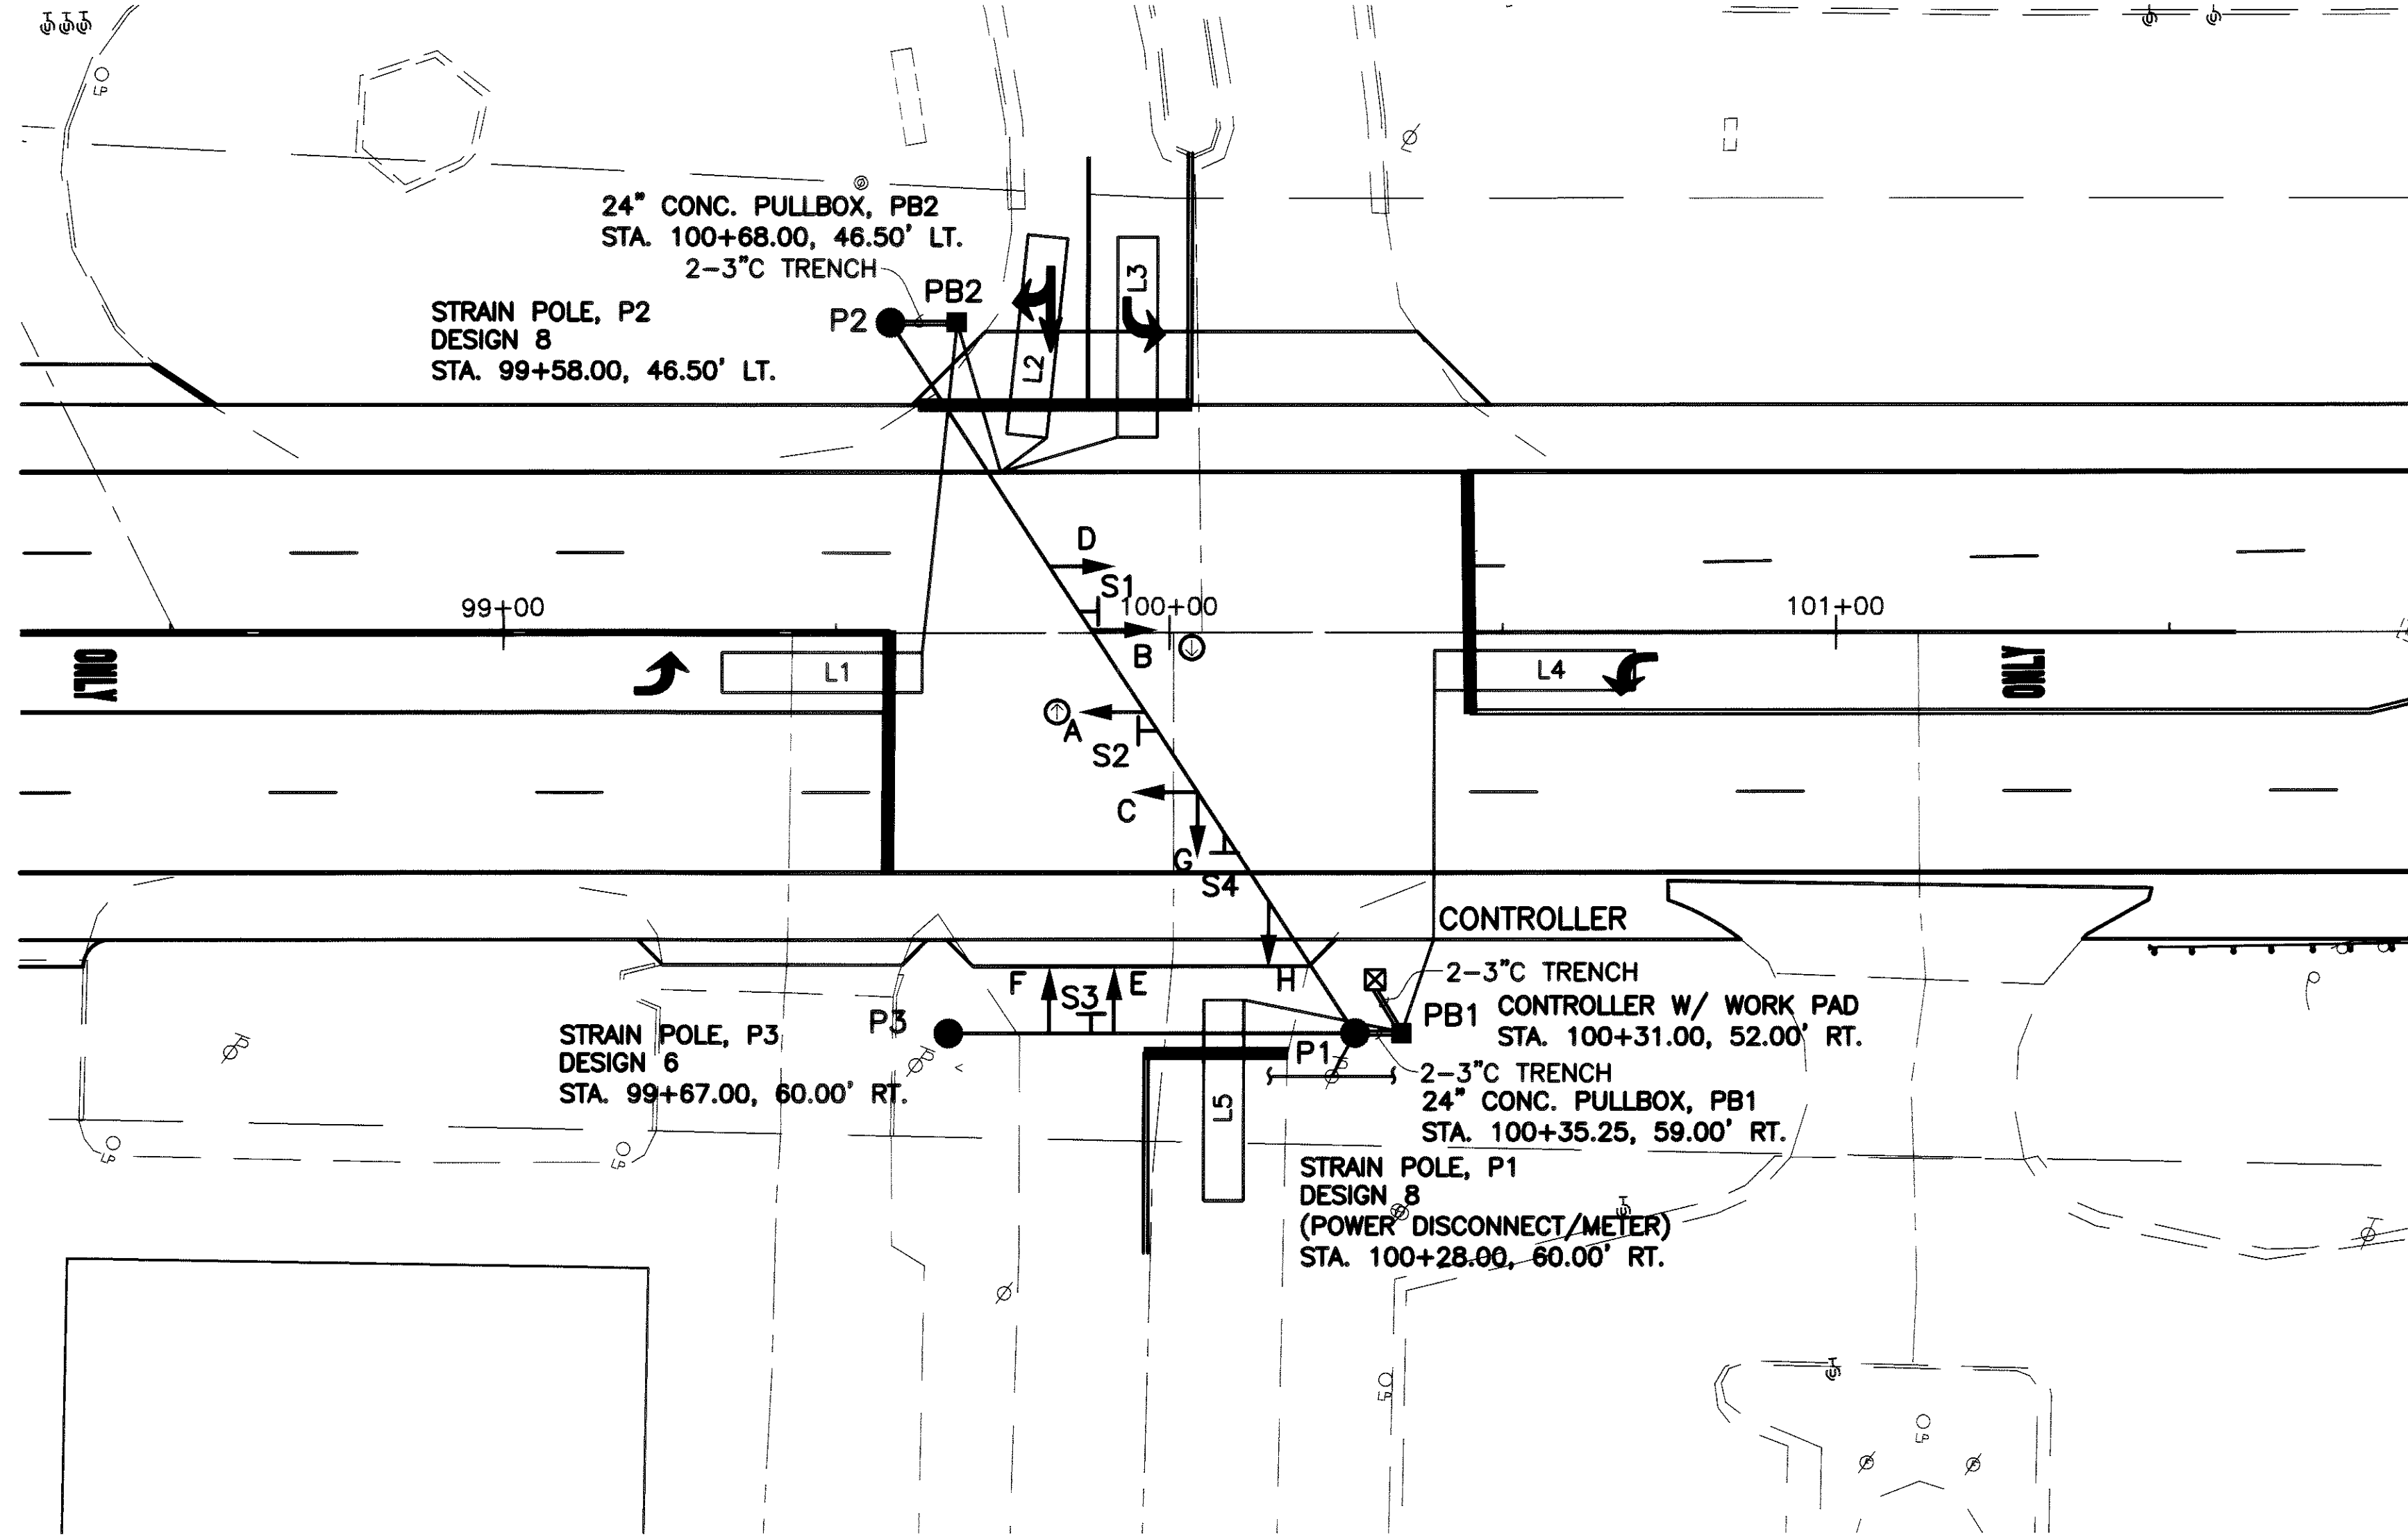 LP
24" CONC. PULLBOX, PB2
STA. 100+68.00, 46.50' LT.
2-3"C TRENCH
STRAIN POLE, P2
DESIGN 8
STA. 99+58.00, 46.50' LT.
P2
PB2
L2
L3
D
S1
99+00
100+00
101+00
B
ONLY
L1
L4
ONLY
A
S2
C
G
S4
CONTROLLER
F
S3
E
H
2-3"C TRENCH
P3
PB1
CONTROLLER W/ WORK PAD
STA. 100+31.00, 52.00' RT.
STRAIN POLE, P3
DESIGN 6
STA. 99+67.00, 60.00' RT.
P1
2-3"C TRENCH
24" CONC. PULLBOX, PB1
STA. 100+35.25, 59.00' RT.
L5
LP
LP
STRAIN POLE, P1
DESIGN 8
(POWER DISCONNECT/METER)
STA. 100+28.00, 60.00' RT.
LP
LP